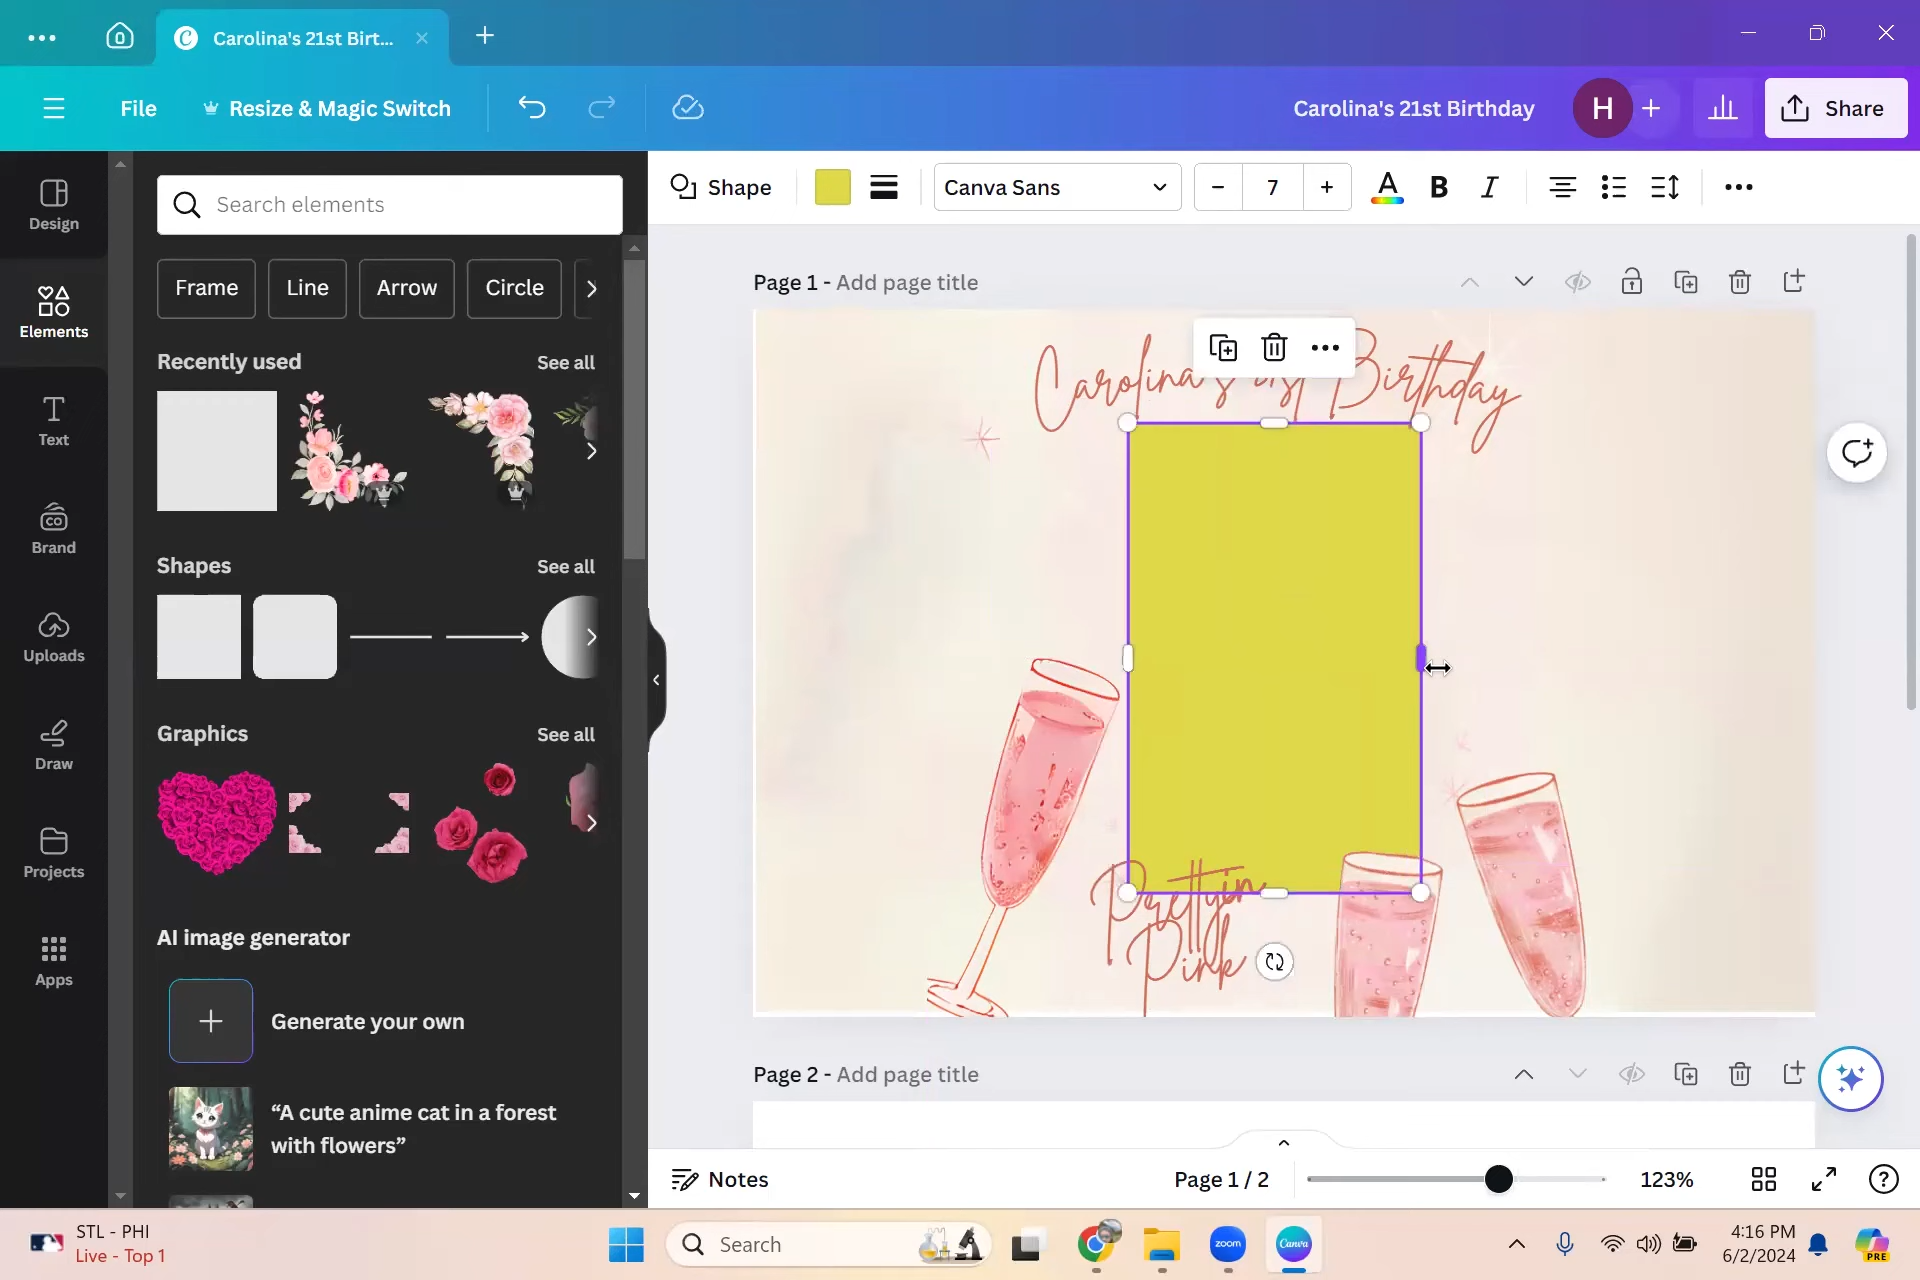 Carolina's 21st Birt...
File
Resize & Magic Switch
Carolina's 21st Birthday
H
Share
Design
Elements
Text
Brand
Uploads
Draw
Projects
Apps
Search elements
Frame
Line
Arrow
Circle
Recently used
See all
Shapes
See all
Graphics
See all
AI image generator
Generate your own
“A cute anime cat in a forest
with flowers”
Shape
Canva Sans
7
A
B
I
Page 1 - Add page title
Carolina's 21st Birthday
Pretty in
Pink
Page 2 - Add page title
Notes
Page 1 / 2
123%
STL - PHI
Live - Top 1
Search
zoom
Canva
4:16 PM
6/2/2024
PRE